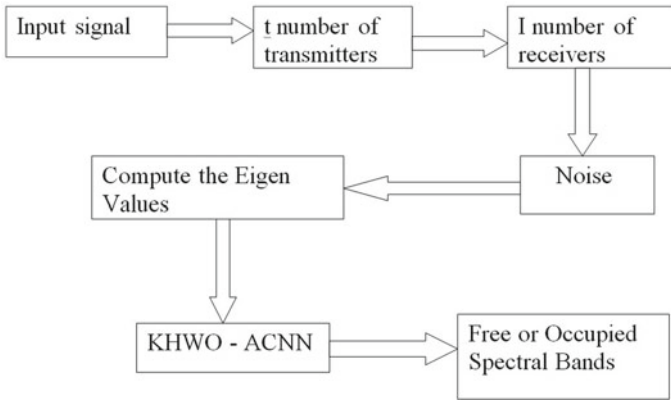 Input signal
t number of
transmitters
I number of
receivers
Noise
Compute the Eigen
Values
KHWO - ACNN
Free or Occupied
Spectral Bands